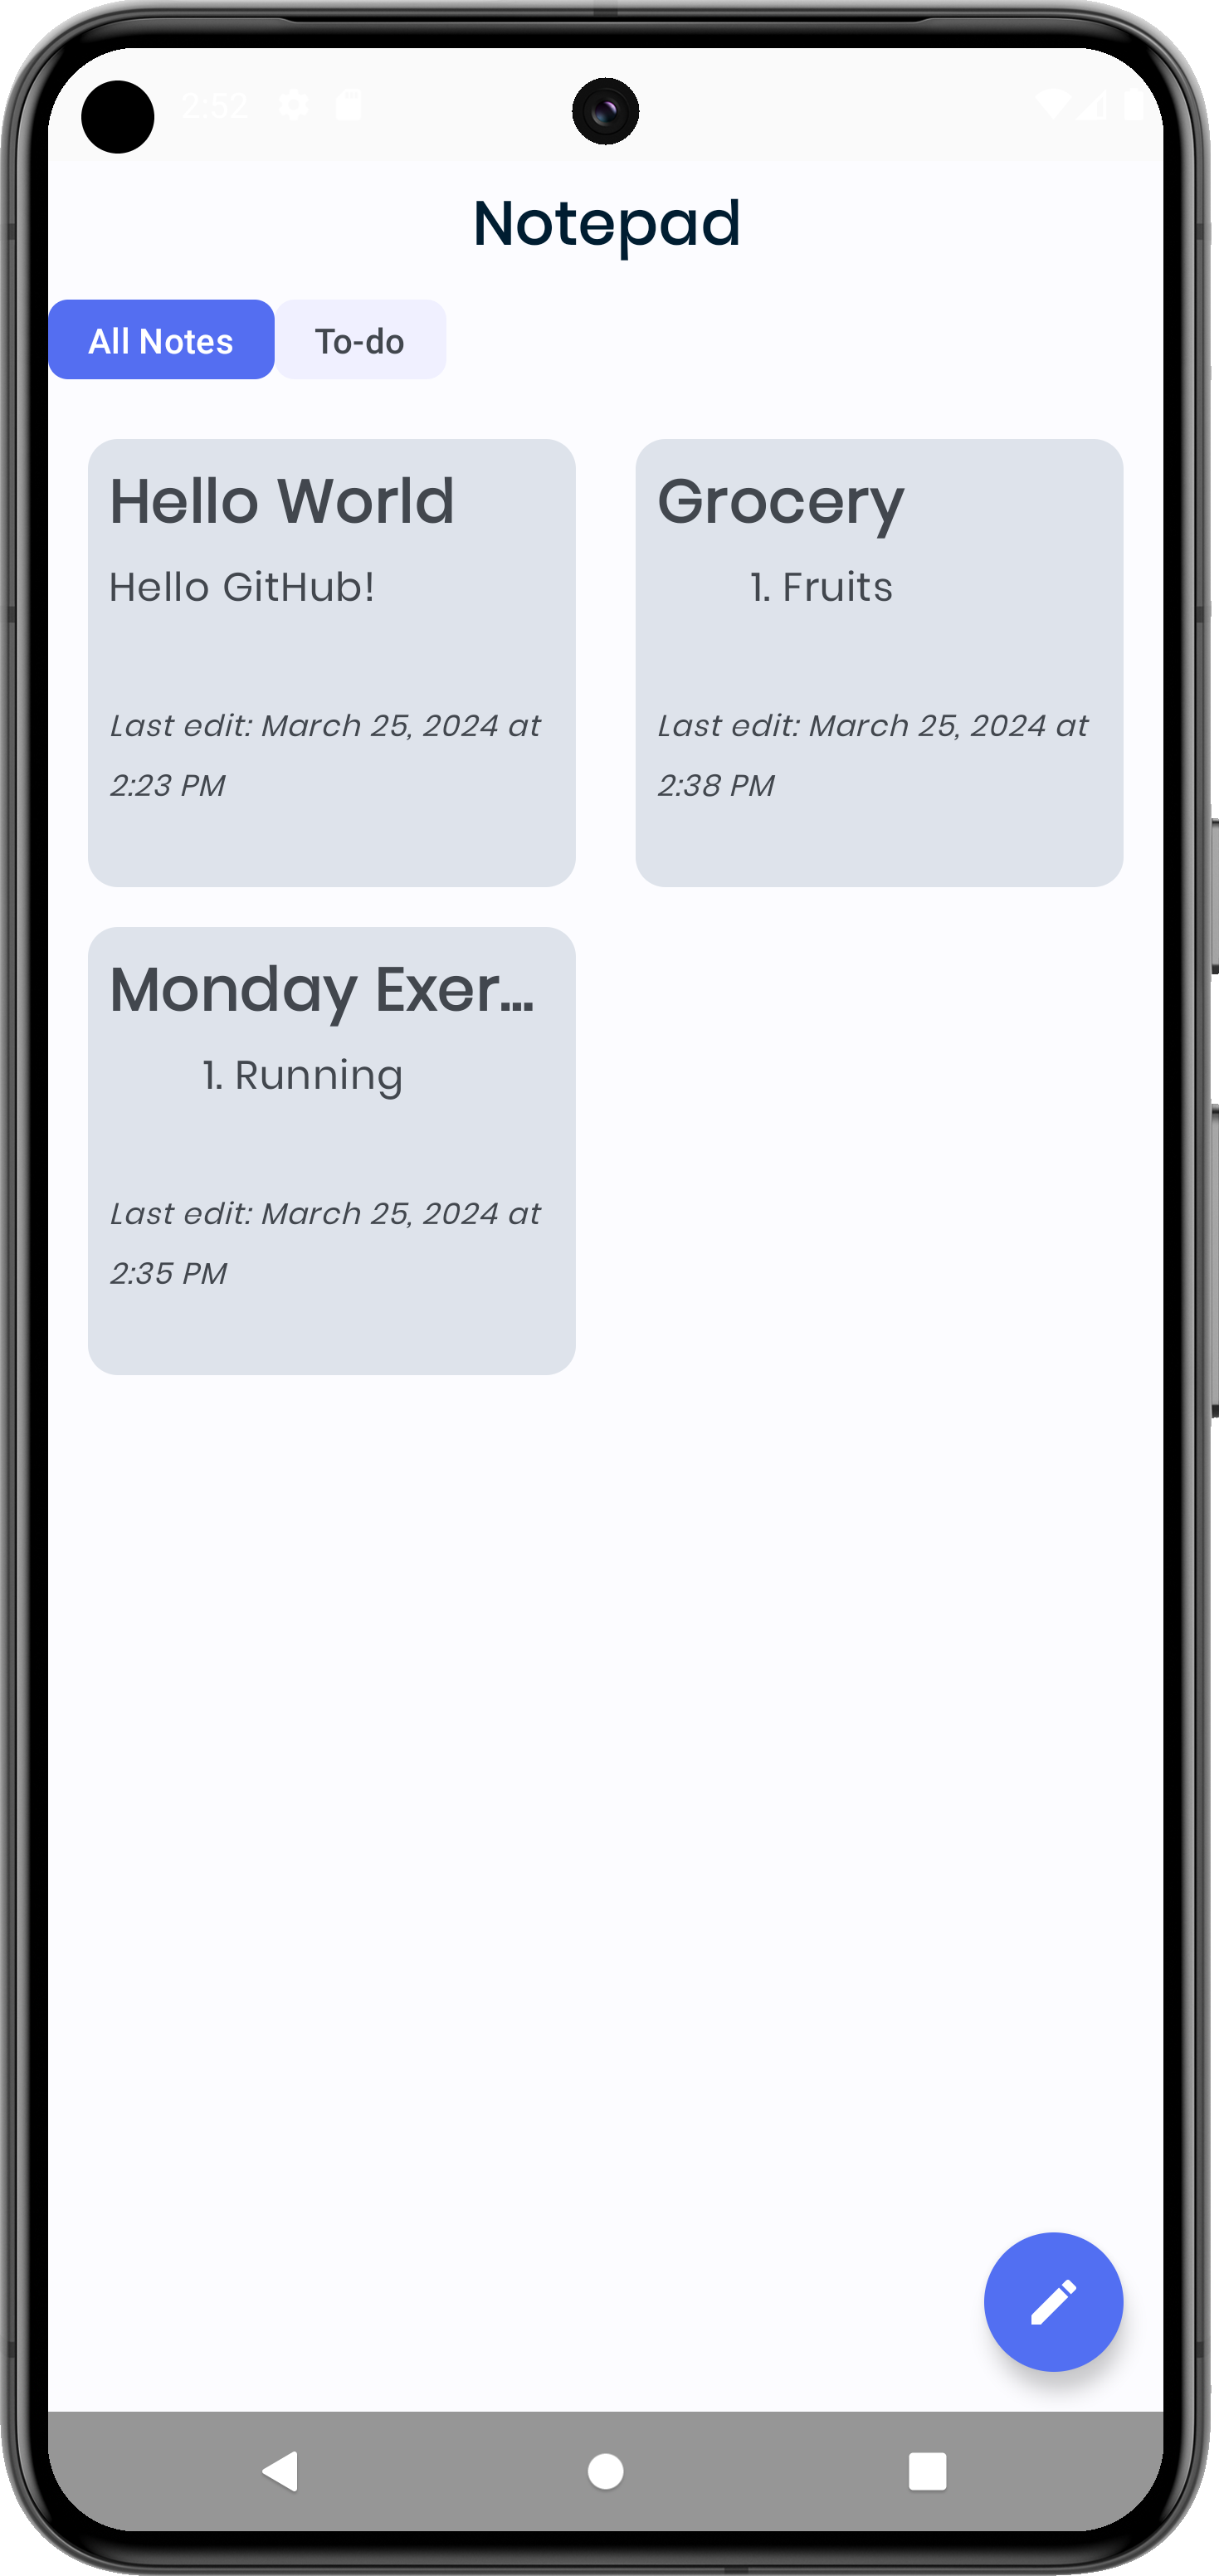 2:52
Notepad
All Notes To-do
Hello World
Hello GitHub!
Last edit: March 25, 2024 at
2:23 PM
Grocery
1. Fruits
Last edit: March 25, 2024 at
2:38 PM
Monday Exer...
1. Running
Last edit: March 25, 2024 at
2:35 PM